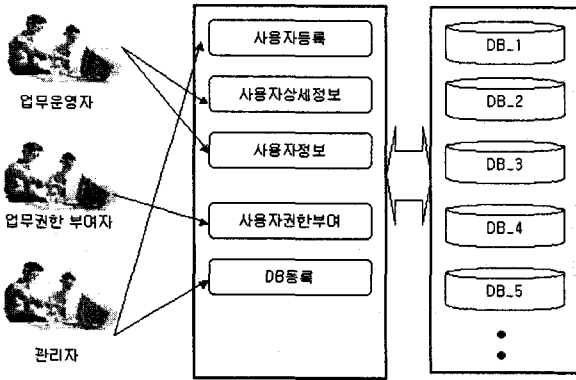 업무운영자
업무권한 부여자
관리자
사용자등록
사용자상세정보
사용자정보
사용자권한부여
DB등록
DB_1
DB_2
DB_3
DB_4
DB_5